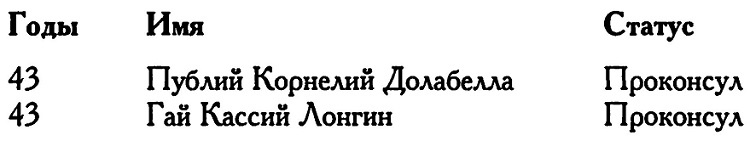 Годы Имя Статус
43 Публий Корнелий Долабелла Проконсул
43 Гай Кассий Лонгин Проконсул